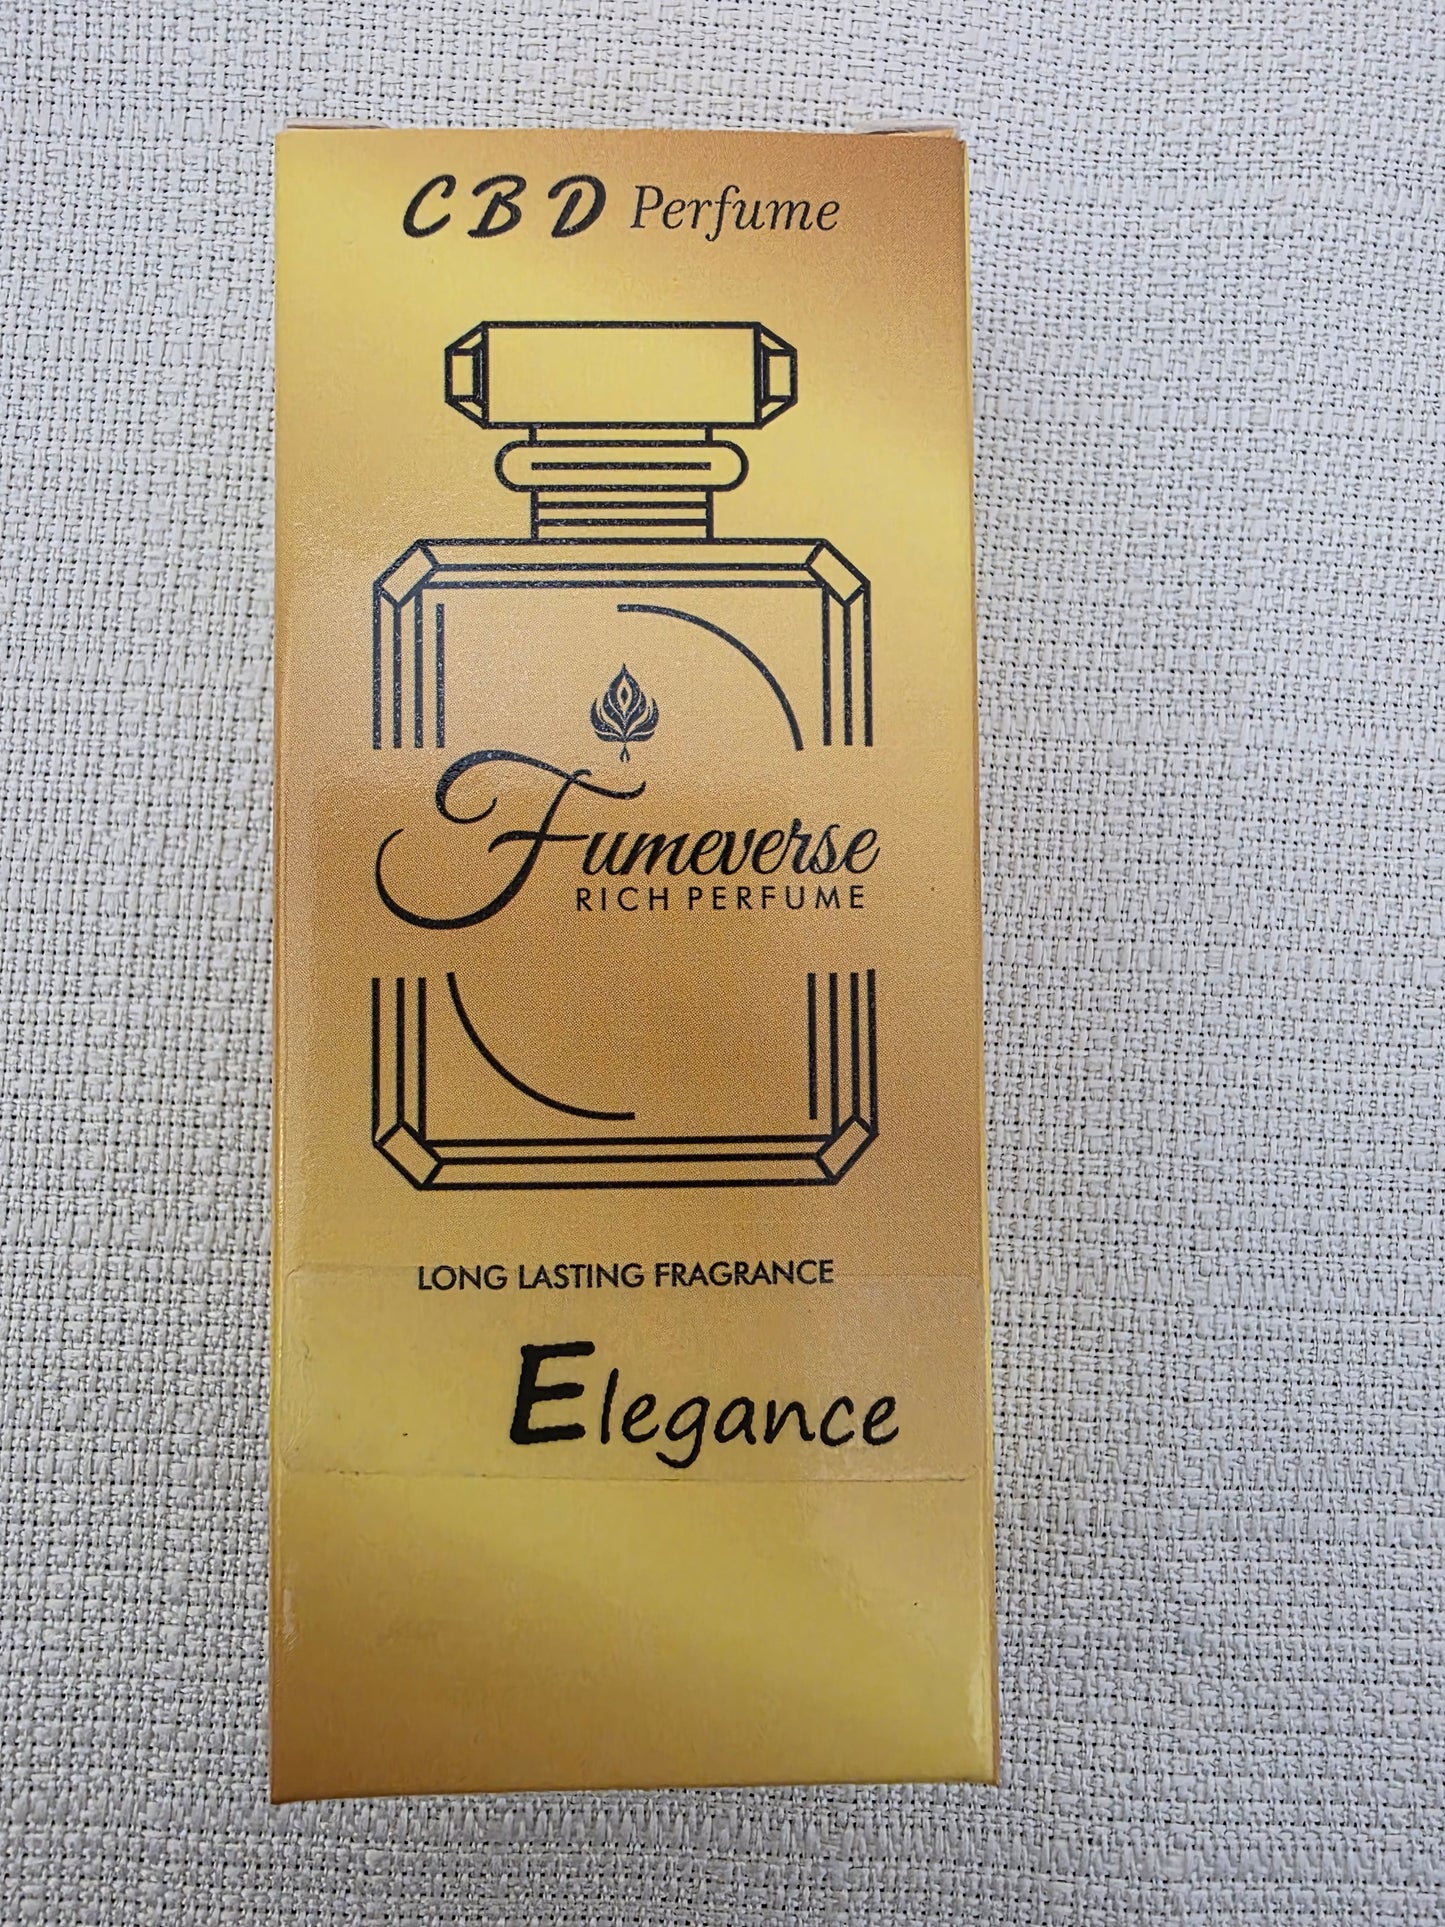 CBD Perfume
Fumeverse
RICH PERFUME
LONG LASTING FRAGRANCE
Elegance